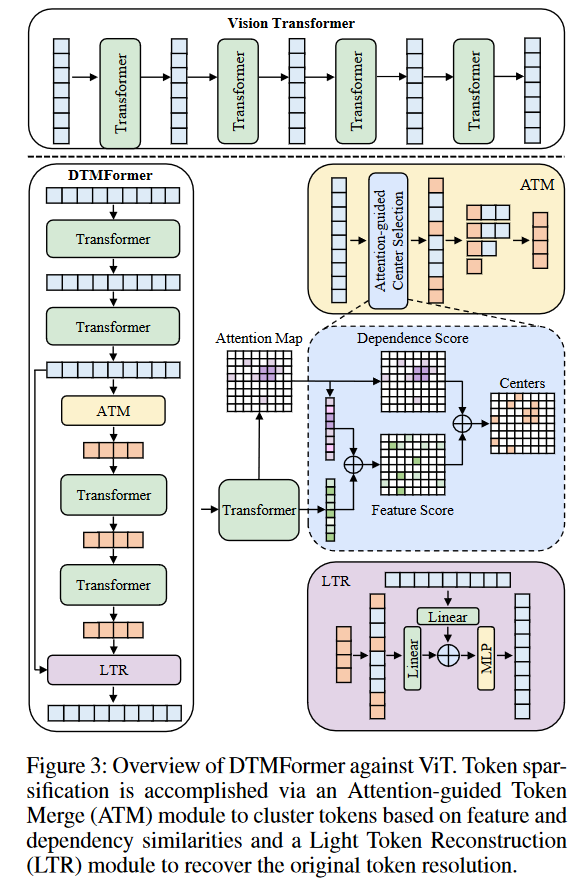 Vision Transformer
Transformer
Transformer
Transformer
Transformer
DTMFormer
Transformer
Transformer
ATM
Transformer
Transformer
LTR
ATM
Attention-guided
Center Selection
Attention Map
Dependence Score
Centers
Feature Score
Transformer
LTR
Linear
Linear
MLP
Figure 3: Overview of DTMFormer against ViT. Token spar-
sification is accomplished via an Attention-guided Token
Merge (ATM) module to cluster tokens based on feature and
dependency similarities and a Light Token Reconstruction
(LTR) module to recover the original token resolution.